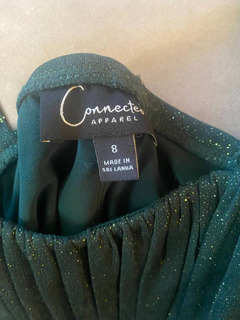 Connected
APPAREL
8
MADE IN
SRI LANKA